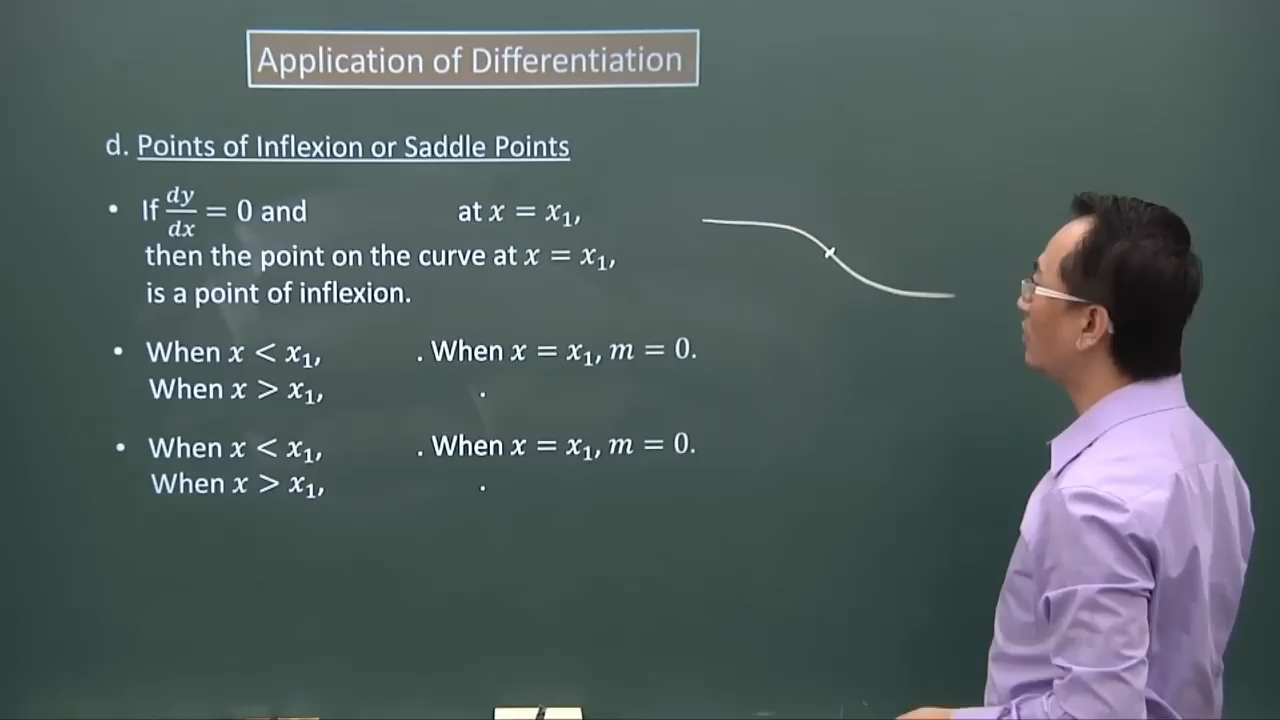 Application of Differentiation
d. Points of Inflexion or Saddle Points
• If dy/dx = 0 and at x = x₁,
then the point on the curve at x = x₁,
is a point of inflexion.
• When x < x₁, . When x = x₁, m = 0.
When x > x₁, .
• When x < x₁, . When x = x₁, m = 0.
When x > x₁, .